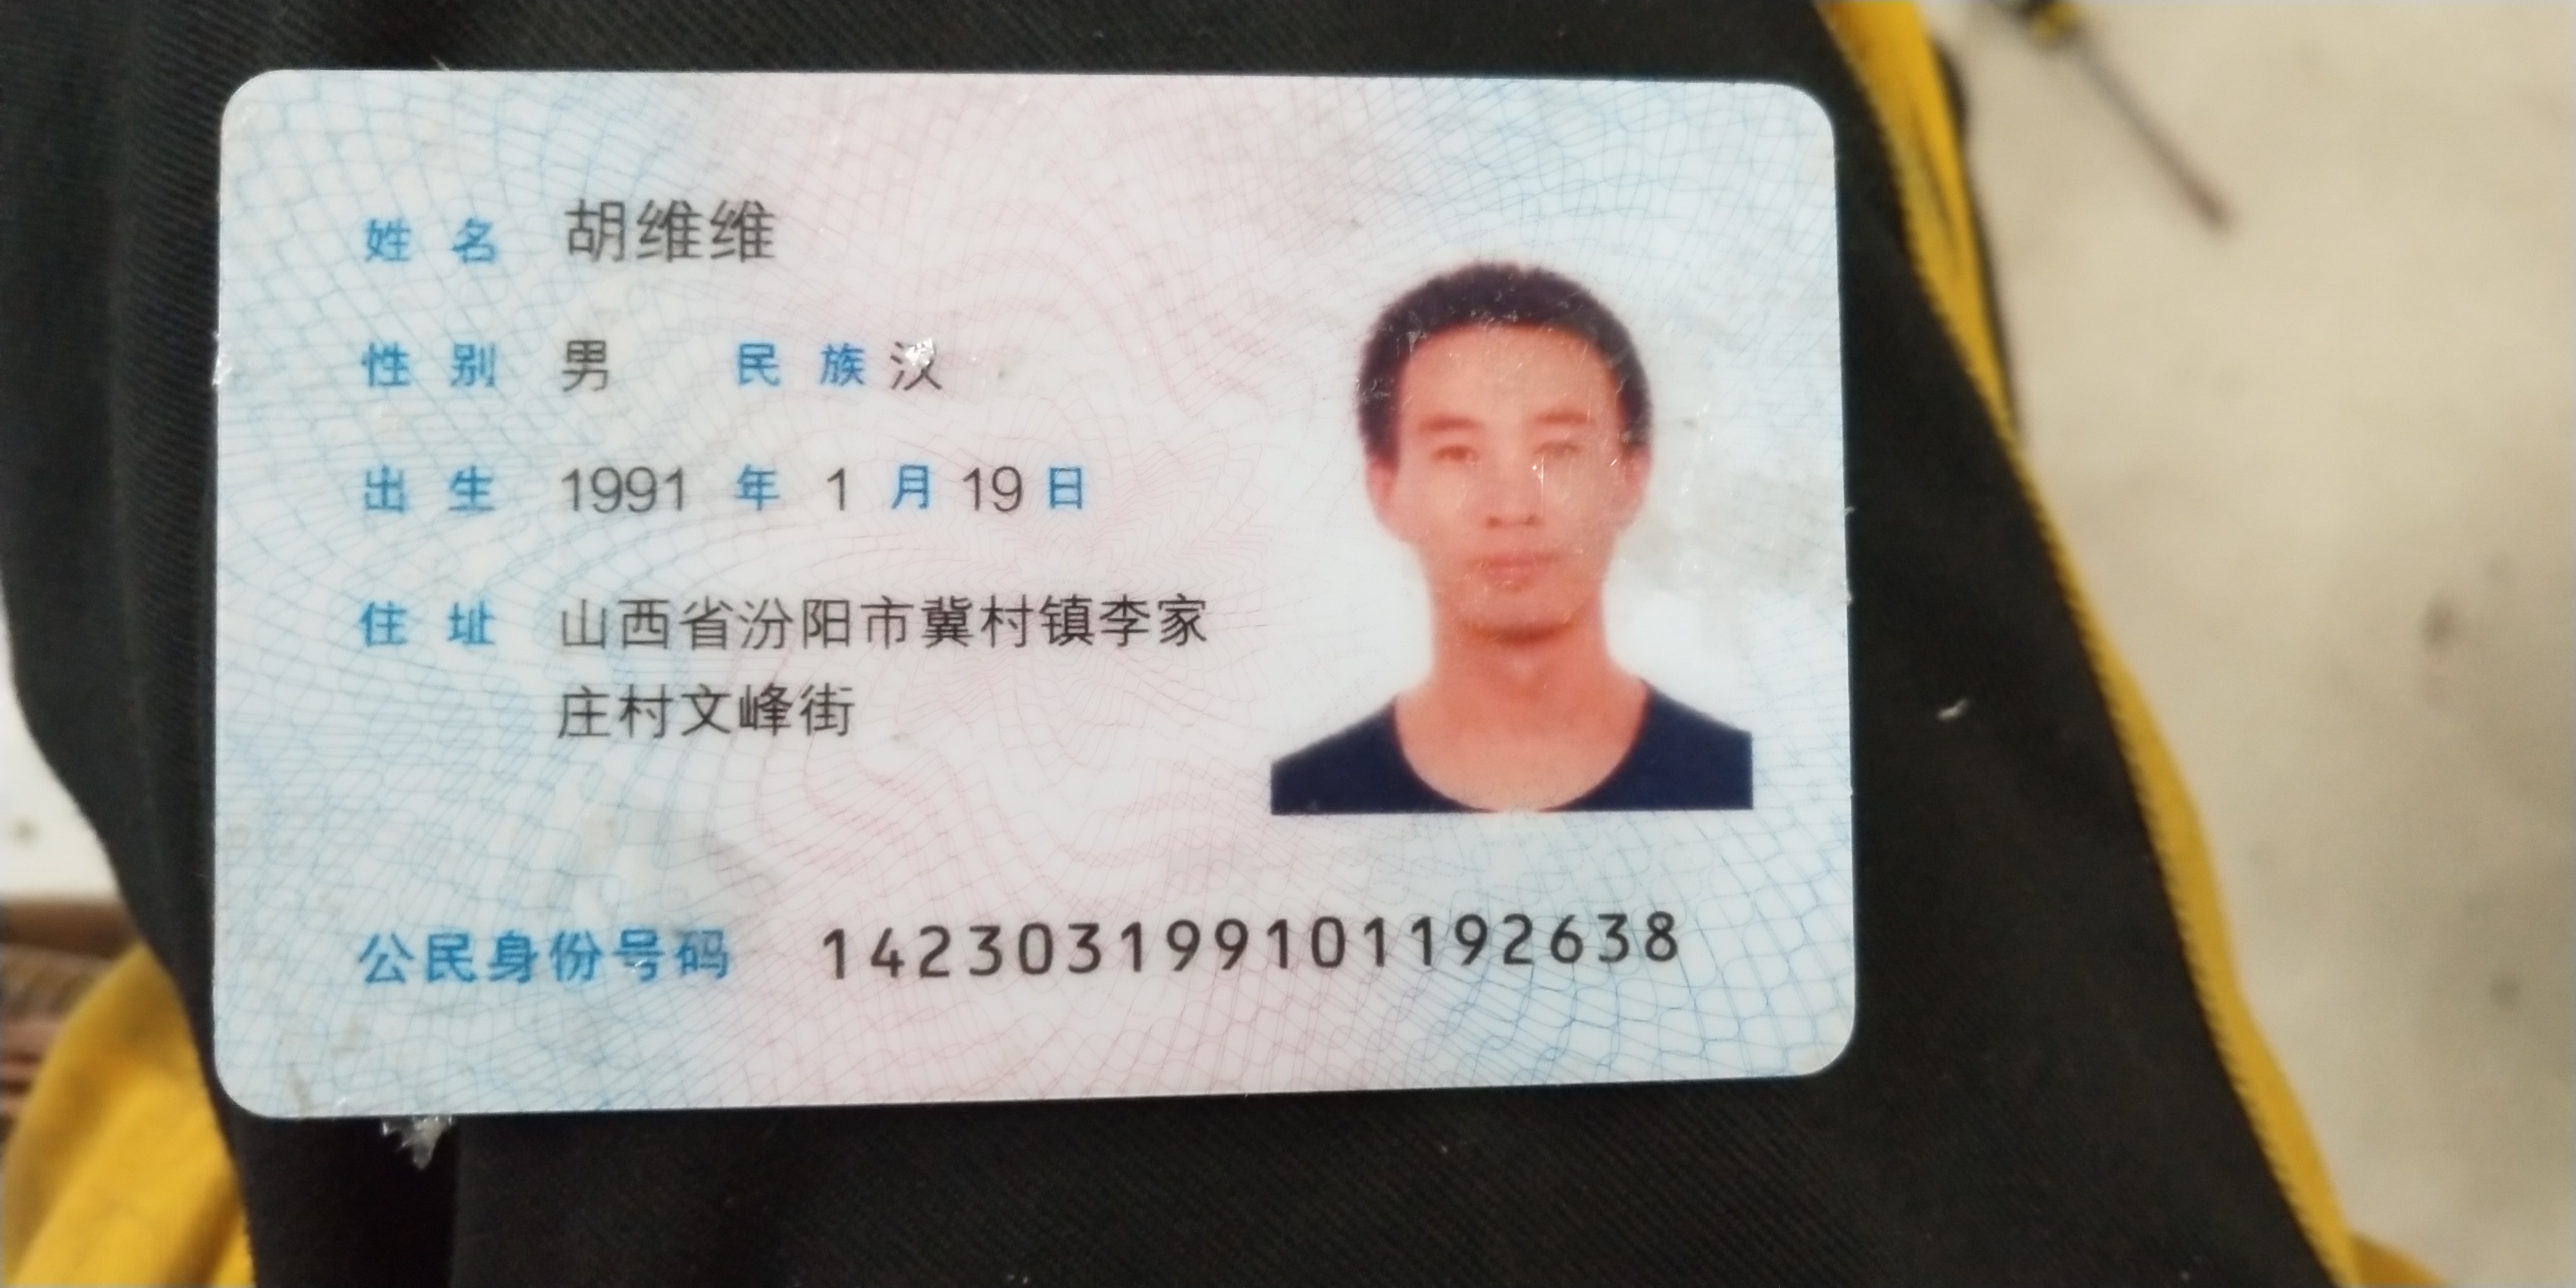 姓名 胡维维
性别 男 民族 汉
出生 1991 年 1 月 19 日
住址 山西省汾阳市冀村镇李家
庄村文峰街
公民身份号码 142303199101192638